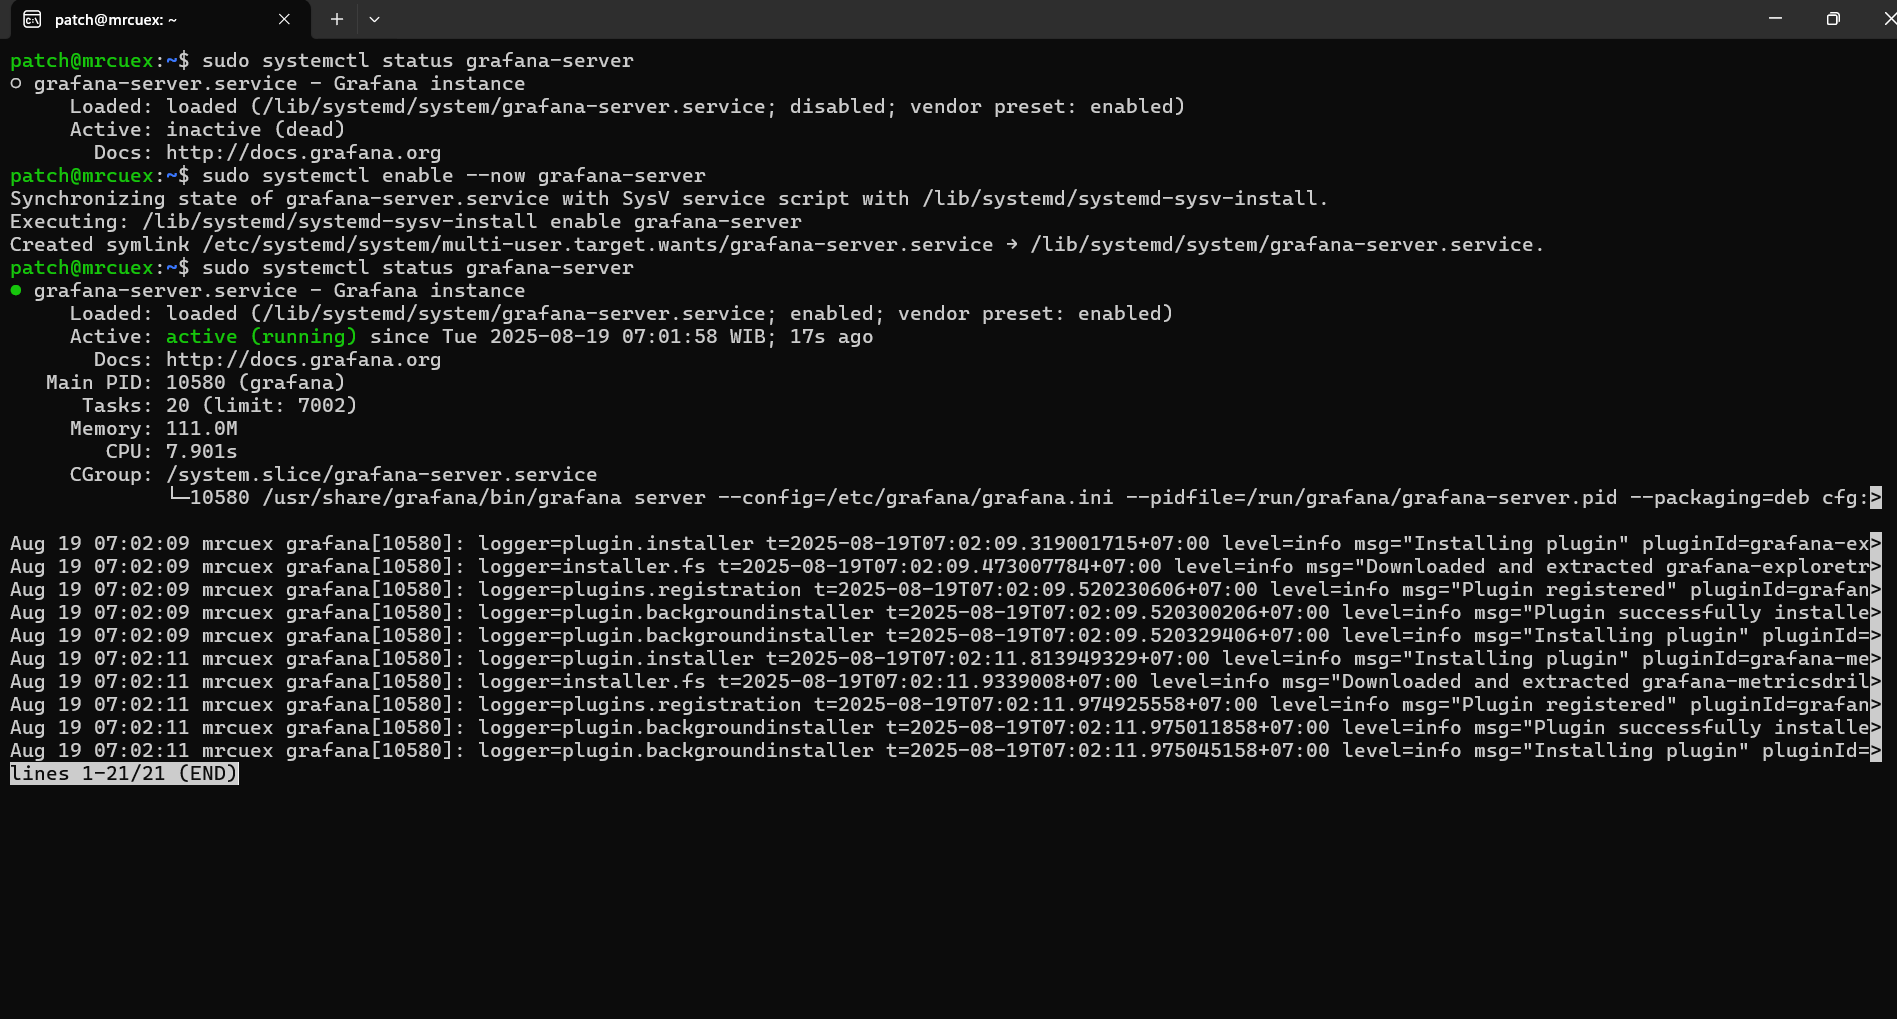 patch@mrcuex: ~
patch@mrcuex:~$ sudo systemctl status grafana-server
○ grafana-server.service - Grafana instance
     Loaded: loaded (/lib/systemd/system/grafana-server.service; disabled; vendor preset: enabled)
     Active: inactive (dead)
       Docs: http://docs.grafana.org
patch@mrcuex:~$ sudo systemctl enable --now grafana-server
Synchronizing state of grafana-server.service with SysV service script with /lib/systemd/systemd-sysv-install.
Executing: /lib/systemd/systemd-sysv-install enable grafana-server
Created symlink /etc/systemd/system/multi-user.target.wants/grafana-server.service → /lib/systemd/system/grafana-server.service.
patch@mrcuex:~$ sudo systemctl status grafana-server
● grafana-server.service - Grafana instance
     Loaded: loaded (/lib/systemd/system/grafana-server.service; enabled; vendor preset: enabled)
     Active: active (running) since Tue 2025-08-19 07:01:58 WIB; 17s ago
       Docs: http://docs.grafana.org
   Main PID: 10580 (grafana)
      Tasks: 20 (limit: 7002)
     Memory: 111.0M
        CPU: 7.901s
     CGroup: /system.slice/grafana-server.service
             └─10580 /usr/share/grafana/bin/grafana server --config=/etc/grafana/grafana.ini --pidfile=/run/grafana/grafana-server.pid --packaging=deb cfg:>
Aug 19 07:02:09 mrcuex grafana[10580]: logger=plugin.installer t=2025-08-19T07:02:09.319001715+07:00 level=info msg="Installing plugin" pluginId=grafana-ex>
Aug 19 07:02:09 mrcuex grafana[10580]: logger=installer.fs t=2025-08-19T07:02:09.473007784+07:00 level=info msg="Downloaded and extracted grafana-exploretr>
Aug 19 07:02:09 mrcuex grafana[10580]: logger=plugins.registration t=2025-08-19T07:02:09.520230606+07:00 level=info msg="Plugin registered" pluginId=grafan>
Aug 19 07:02:09 mrcuex grafana[10580]: logger=plugin.backgroundinstaller t=2025-08-19T07:02:09.520300206+07:00 level=info msg="Plugin successfully installe>
Aug 19 07:02:09 mrcuex grafana[10580]: logger=plugin.backgroundinstaller t=2025-08-19T07:02:09.520329406+07:00 level=info msg="Installing plugin" pluginId=>
Aug 19 07:02:11 mrcuex grafana[10580]: logger=plugin.installer t=2025-08-19T07:02:11.813949329+07:00 level=info msg="Installing plugin" pluginId=grafana-me>
Aug 19 07:02:11 mrcuex grafana[10580]: logger=installer.fs t=2025-08-19T07:02:11.9339008+07:00 level=info msg="Downloaded and extracted grafana-metricsdril>
Aug 19 07:02:11 mrcuex grafana[10580]: logger=plugins.registration t=2025-08-19T07:02:11.974925558+07:00 level=info msg="Plugin registered" pluginId=grafan>
Aug 19 07:02:11 mrcuex grafana[10580]: logger=plugin.backgroundinstaller t=2025-08-19T07:02:11.975011858+07:00 level=info msg="Plugin successfully installe>
Aug 19 07:02:11 mrcuex grafana[10580]: logger=plugin.backgroundinstaller t=2025-08-19T07:02:11.975045158+07:00 level=info msg="Installing plugin" pluginId=>
lines 1-21/21 (END)